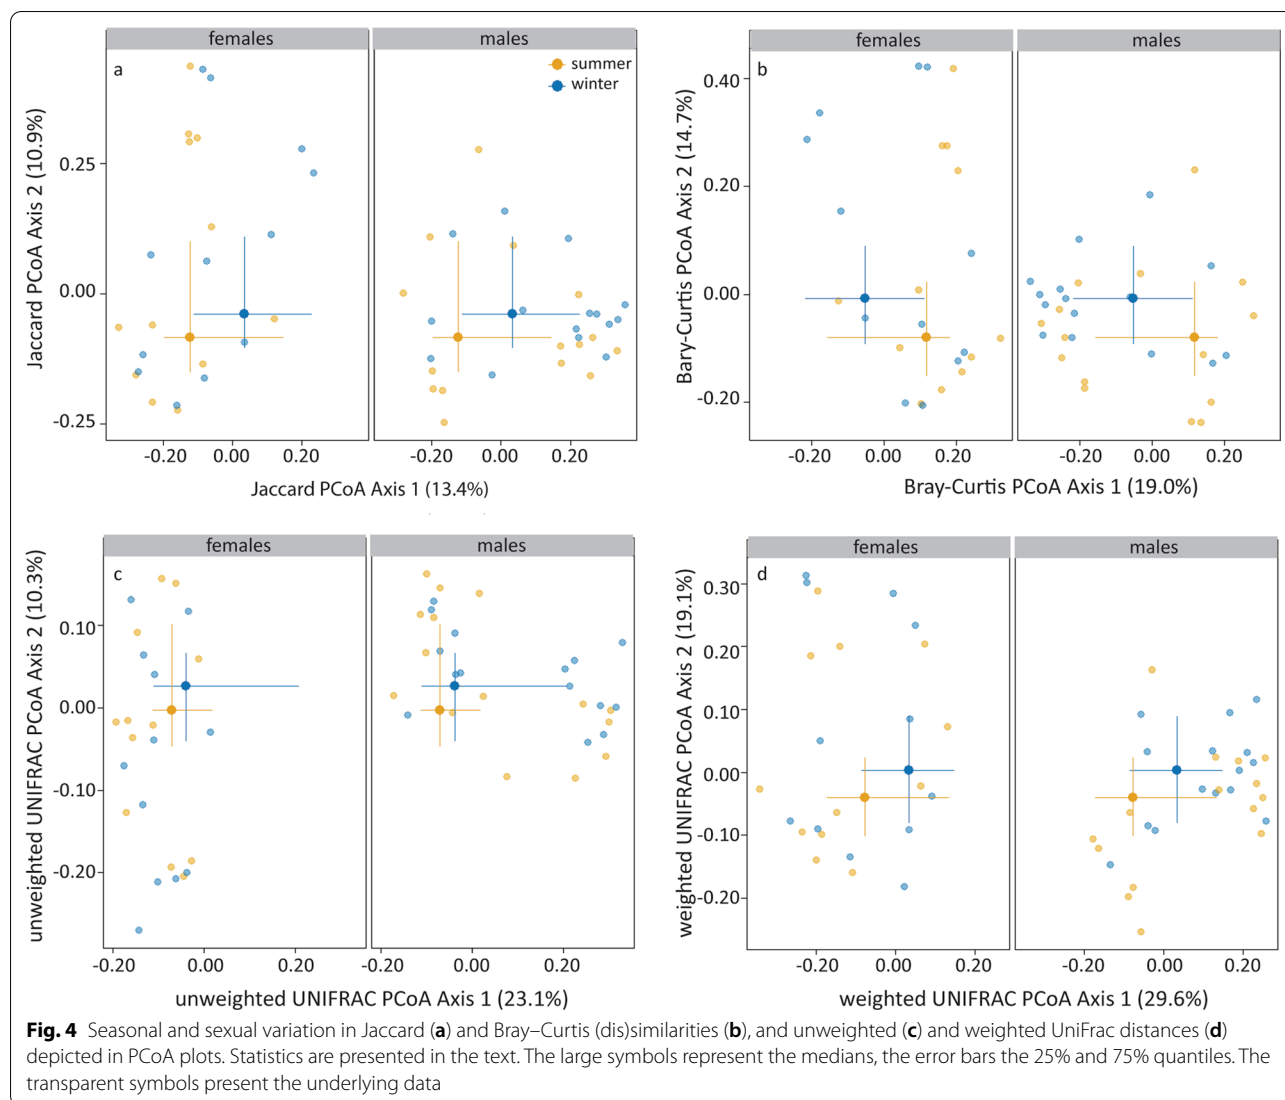 females males
a
summer
winter
Jaccard PCoA Axis 2 (10.9%)
0.25
0.00
-0.25
-0.20 0.00 0.20 -0.20 0.00 0.20
Jaccard PCoA Axis 1 (13.4%)
females males
b
Bary-Curtis PCoA Axis 2 (14.7%)
0.40
0.20
0.00
-0.20
-0.20 0.00 0.20 -0.20 0.00 0.20
Bray-Curtis PCoA Axis 1 (19.0%)
females males
c
unweighted UNIFRAC PCoA Axis 2 (10.3%)
0.10
0.00
-0.10
-0.20
-0.20 0.00 0.20 -0.20 0.00 0.20
unweighted UNIFRAC PCoA Axis 1 (23.1%)
females males
d
weighted UNIFRAC PCoA Axis 2 (19.1%)
0.30
0.20
0.10
0.00
-0.10
-0.20
-0.20 0.00 0.20 -0.20 0.00 0.20
weighted UNIFRAC PCoA Axis 1 (29.6%)
Fig. 4 Seasonal and sexual variation in Jaccard (a) and Bray–Curtis (dis)similarities (b), and unweighted (c) and weighted UniFrac distances (d)
depicted in PCoA plots. Statistics are presented in the text. The large symbols represent the medians, the error bars the 25% and 75% quantiles. The
transparent symbols present the underlying data